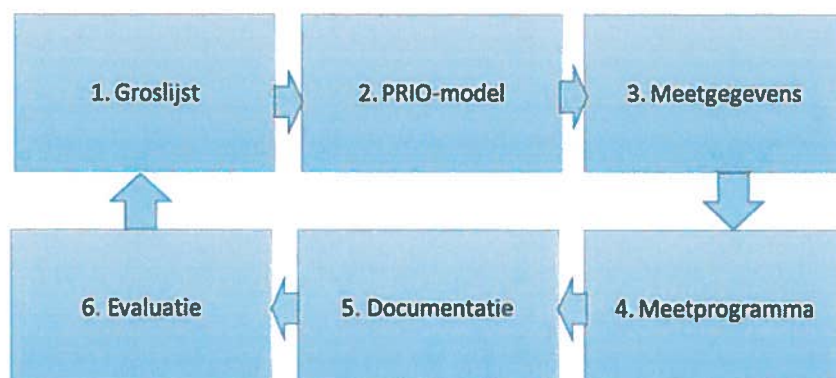 1. Groslijst
2. PRIO-model
3. Meetgegevens
6. Evaluatie
5. Documentatie
4. Meetprogramma